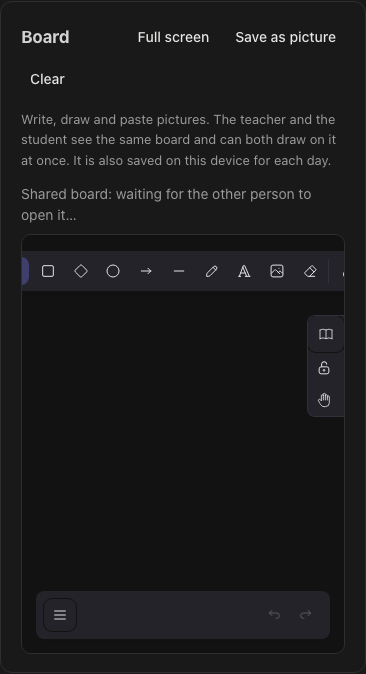 Board
Full screen
Save as picture
Clear
Write, draw and paste pictures. The teacher and the
student see the same board and can both draw on it
at once. It is also saved on this device for each day.
Shared board: waiting for the other person to
open it...